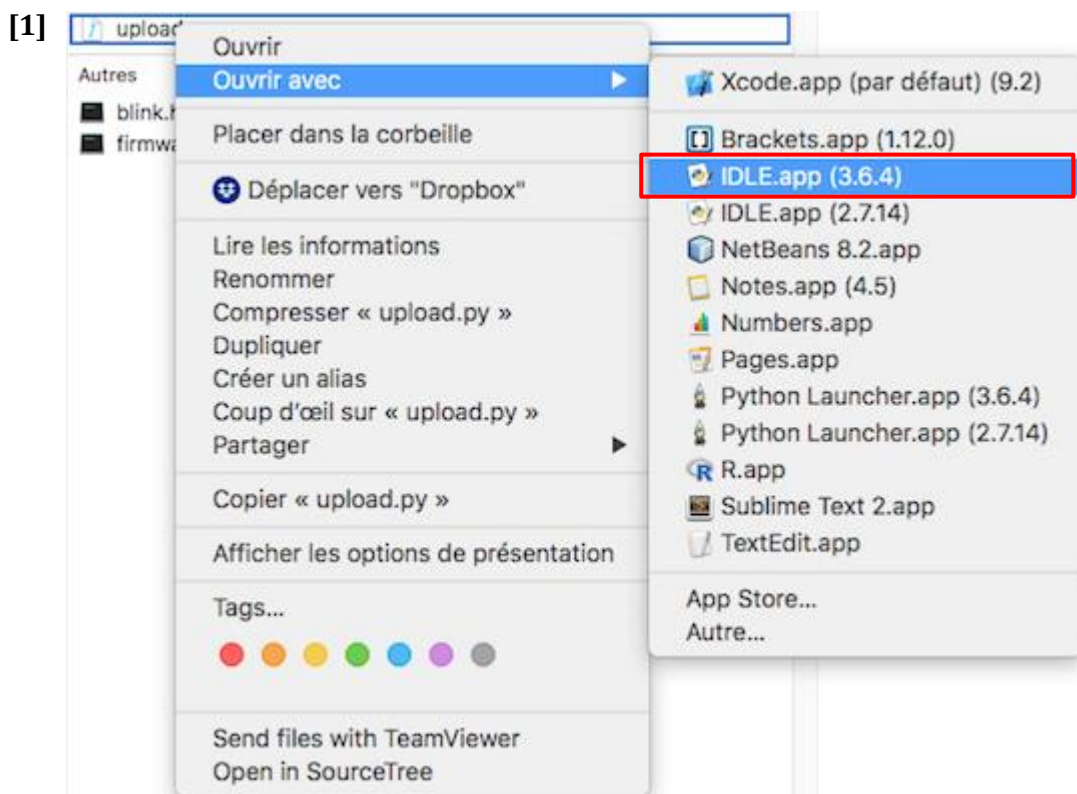 [1]
upload
Autres
blink.h
firmwa
Ouvrir
Ouvrir avec
Placer dans la corbeille
Déplacer vers "Dropbox"
Lire les informations
Renommer
Compresser « upload.py »
Dupliquer
Créer un alias
Coup d'œil sur « upload.py »
Partager
Copier « upload.py »
Afficher les options de présentation
Tags...
Send files with TeamViewer
Open in SourceTree
Xcode.app (par défaut) (9.2)
Brackets.app (1.12.0)
IDLE.app (3.6.4)
IDLE.app (2.7.14)
NetBeans 8.2.app
Notes.app (4.5)
Numbers.app
Pages.app
Python Launcher.app (3.6.4)
Python Launcher.app (2.7.14)
R.app
Sublime Text 2.app
TextEdit.app
App Store...
Autre...